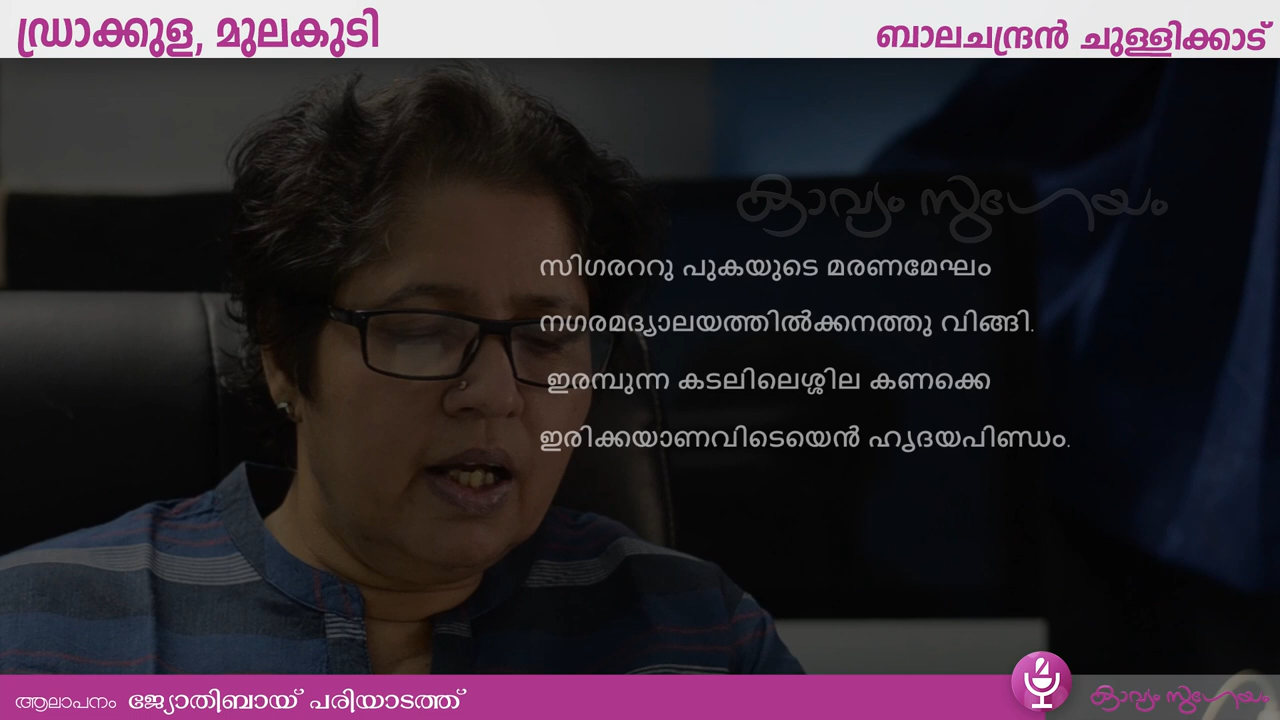 ഡ്രാക്കുള, മുലകുടി
ബാലചന്ദ്രൻ ചുള്ളിക്കാട്
കാവ്യം സുഗേയം
സിഗരററു പുകയുടെ മരണമേഘം
നഗരമദ്യാലയത്തിൽക്കനത്തു വിങ്ങി.
ഇരമ്പുന്ന കടലിലെശ്ശില കണക്കെ
ഇരിക്കയാണവിടെയെൻ ഹൃദയപിണ്ഡം.
ആലാപനം ജ്യോതിബായ് പരിയാടത്ത്
കാവ്യം സുഗേയം